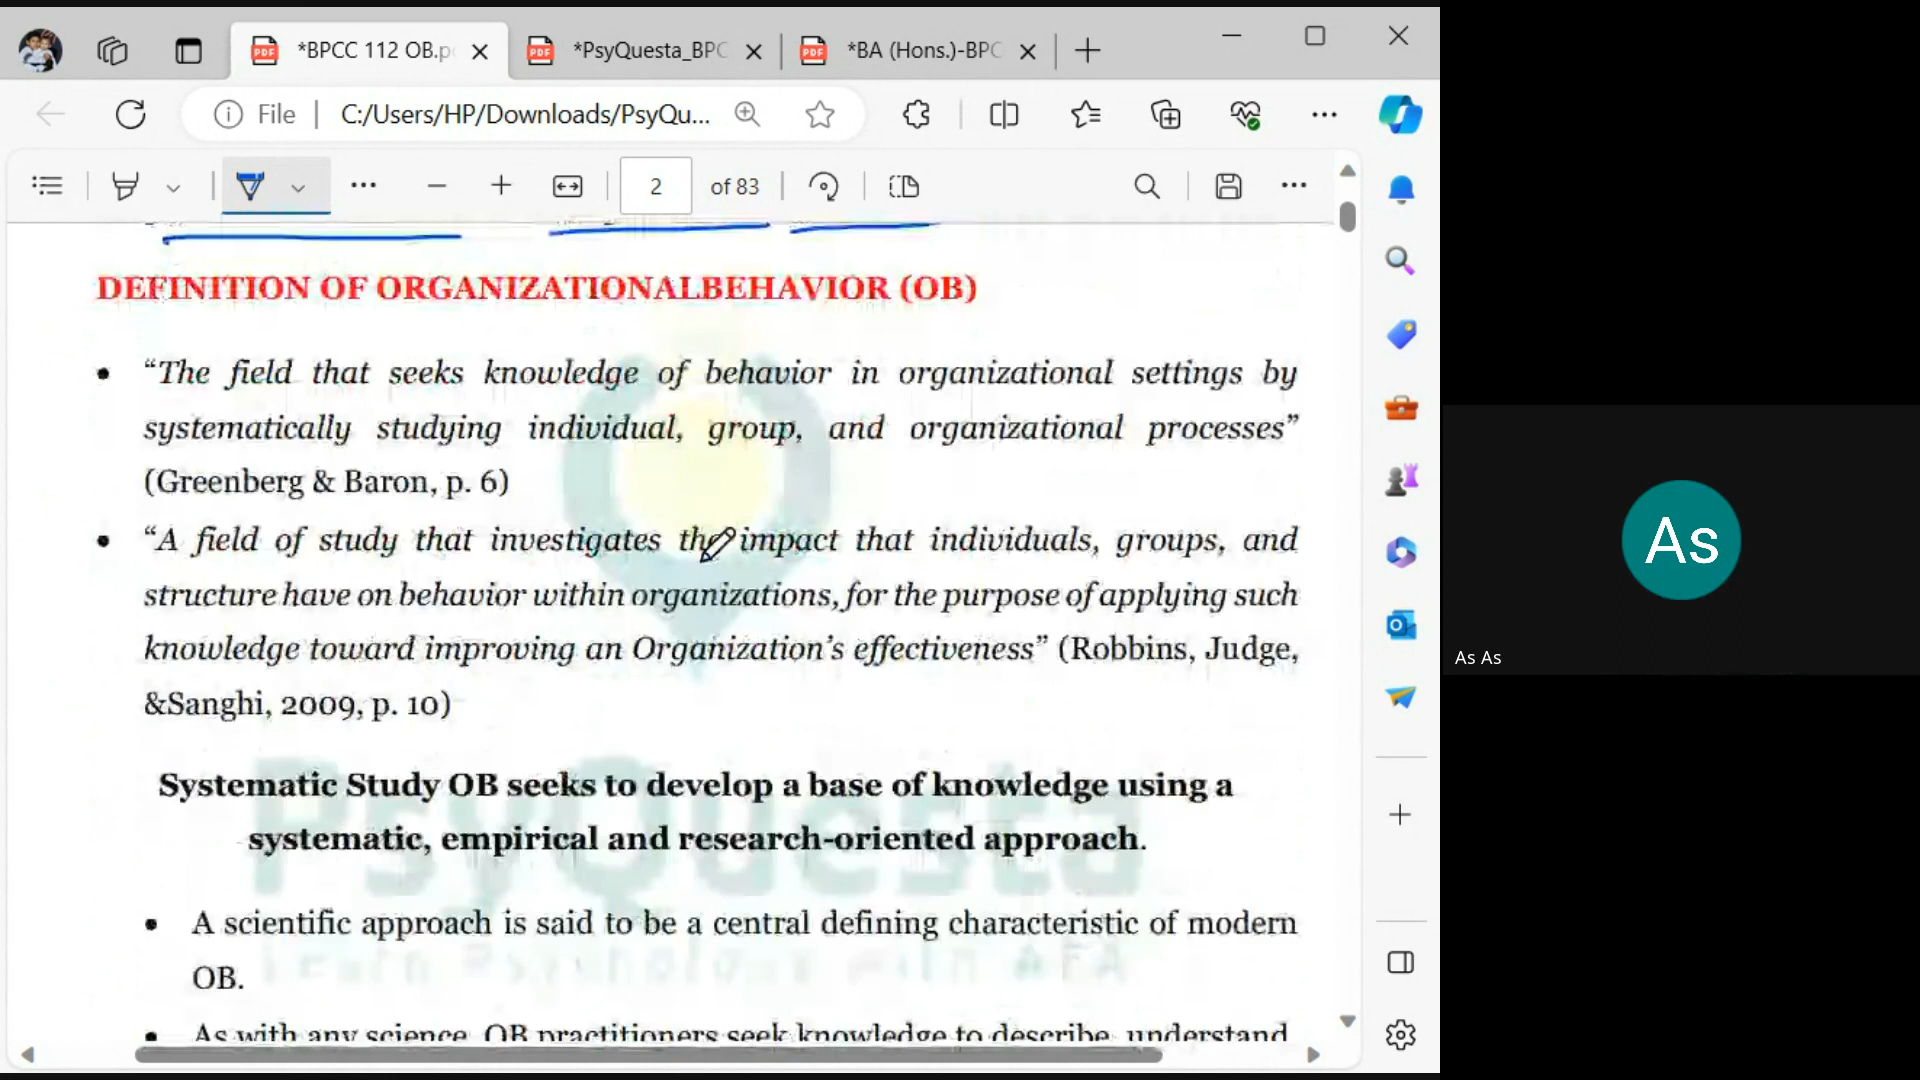 *BPCC 112 OB.p
*PsyQuesta_BPC
*BA (Hons.)-BPC
File
C:/Users/HP/Downloads/PsyQu...
2 of 83
DEFINITION OF ORGANIZATIONALBEHAVIOR (OB)
• “The field that seeks knowledge of behavior in organizational settings by
systematically studying individual, group, and organizational processes”
(Greenberg & Baron, p. 6)
• “A field of study that investigates the impact that individuals, groups, and
structure have on behavior within organizations, for the purpose of applying such
knowledge toward improving an Organization’s effectiveness” (Robbins, Judge,
&Sanghi, 2009, p. 10)
Systematic Study OB seeks to develop a base of knowledge using a
systematic, empirical and research-oriented approach.
• A scientific approach is said to be a central defining characteristic of modern
OB.
• As with any science, OB practitioners seek knowledge to describe, understand,
PsyQuesta
As
As As